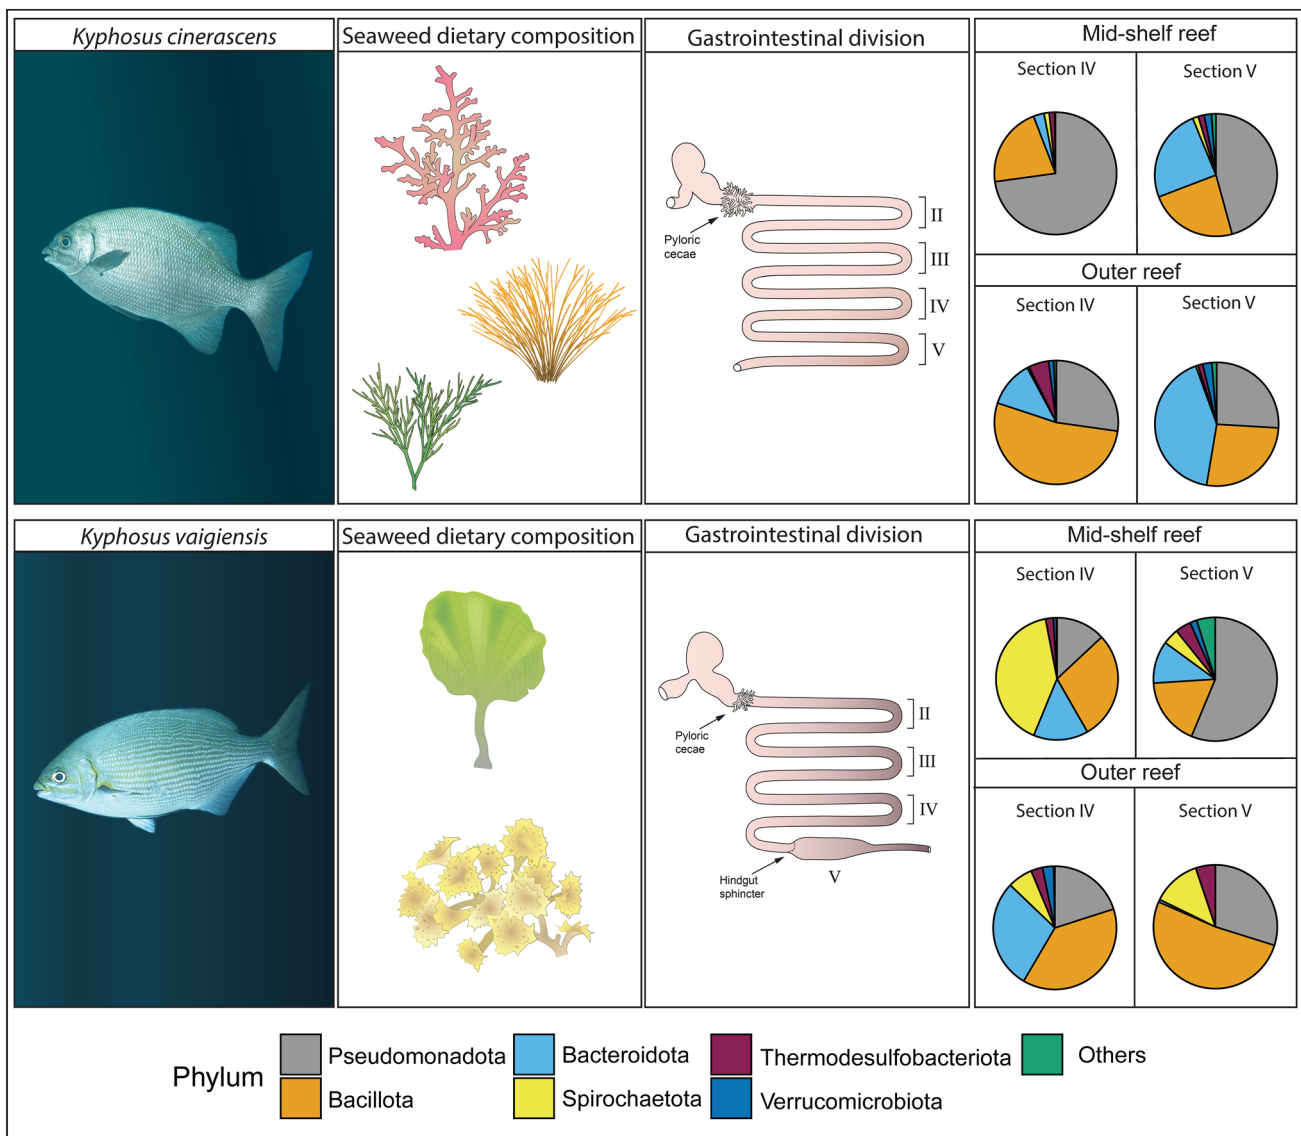 Kyphosus cinerascens
Seaweed dietary composition
Gastrointestinal division
Pyloric
cecae
II
III
IV
V
Mid-shelf reef
Section IV
Section V
Outer reef
Section IV
Section V
Kyphosus vaigiensis
Seaweed dietary composition
Gastrointestinal division
Pyloric
cecae
II
III
IV
Hindgut
sphincter
V
Mid-shelf reef
Section IV
Section V
Outer reef
Section IV
Section V
Phylum
Pseudomonadota
Bacteroidota
Thermodesulfobacteriota
Others
Bacillota
Spirochaetota
Verrucomicrobiota